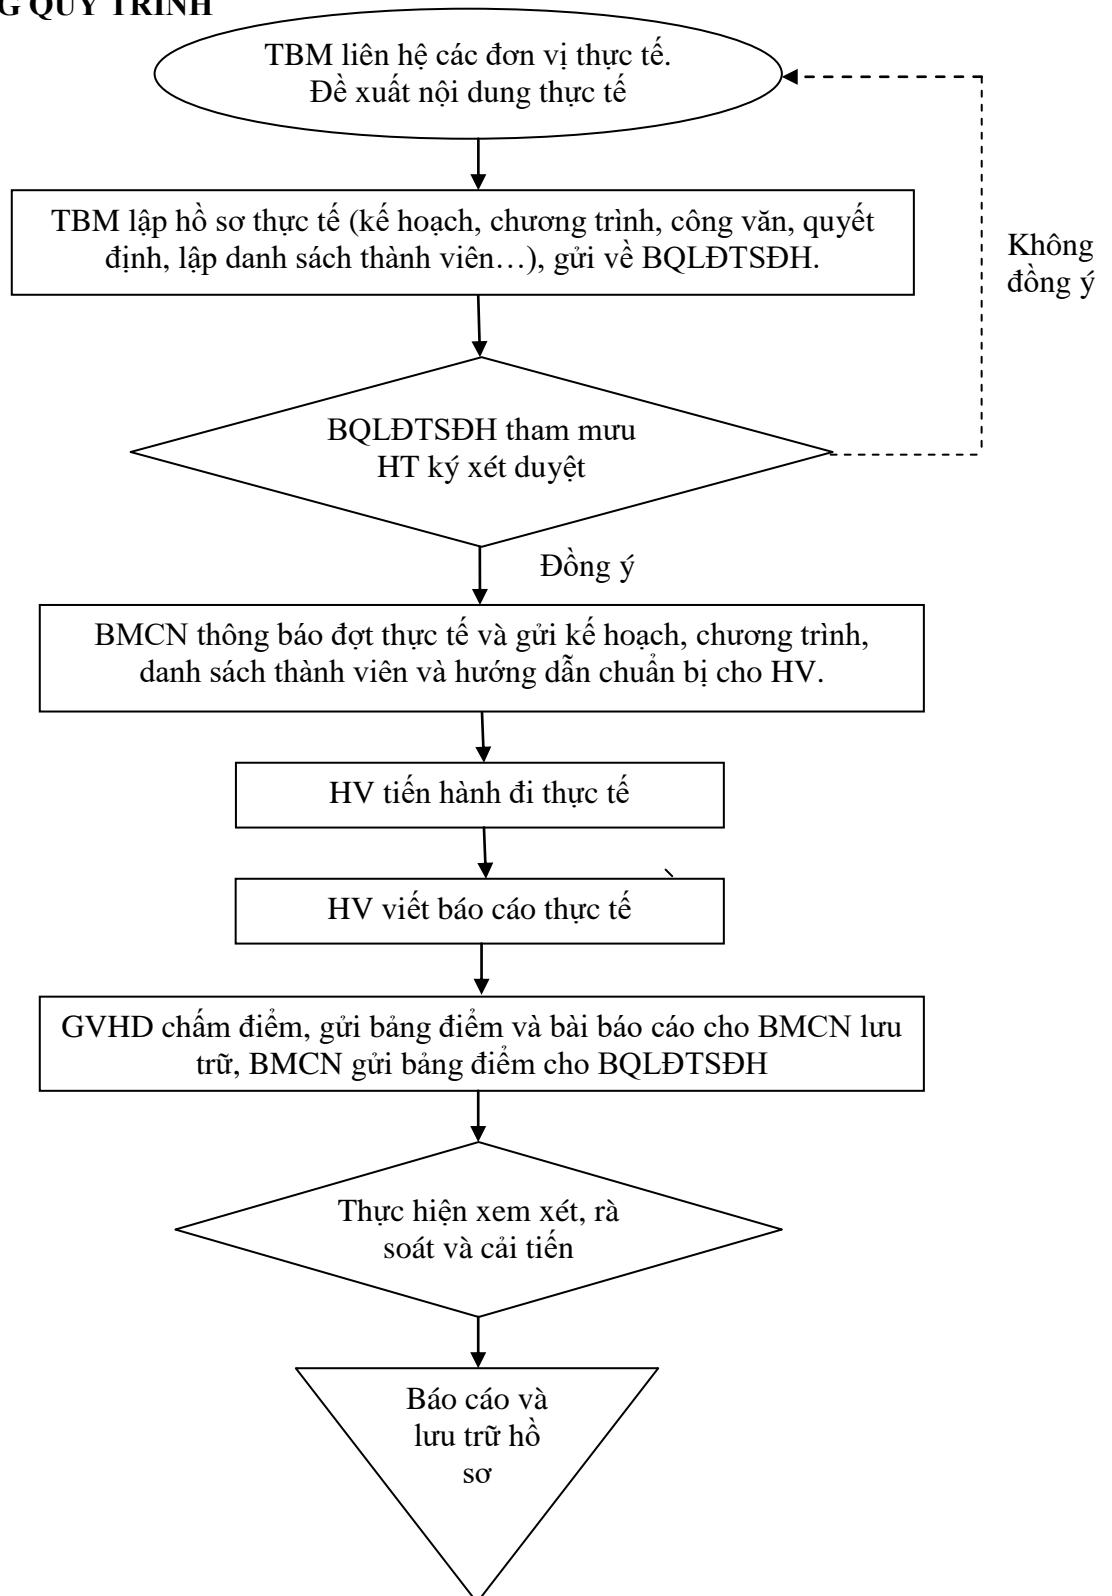 G QUY TRÌNH
TBM liên hệ các đơn vị thực tế.
Đề xuất nội dung thực tế
TBM lập hồ sơ thực tế (kế hoạch, chương trình, công văn, quyết
định, lập danh sách thành viên…), gửi về BQLĐTSĐH.
Không
đồng ý
BQLĐTSĐH tham mưu
HT ký xét duyệt
Đồng ý
BMCN thông báo đợt thực tế và gửi kế hoạch, chương trình,
danh sách thành viên và hướng dẫn chuẩn bị cho HV.
HV tiến hành đi thực tế
HV viết báo cáo thực tế
GVHD chấm điểm, gửi bảng điểm và bài báo cáo cho BMCN lưu
trữ, BMCN gửi bảng điểm cho BQLĐTSĐH
Thực hiện xem xét, rà
soát và cải tiến
Báo cáo và
lưu trữ hồ
sơ